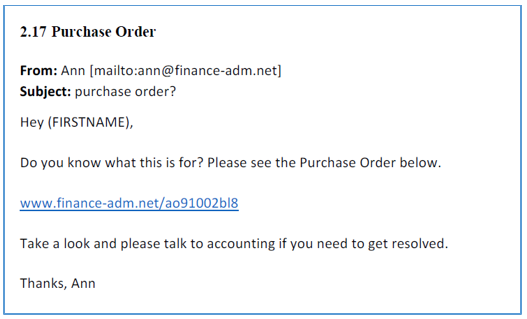 2.17 Purchase Order
From: Ann [mailto:ann@finance-adm.net]
Subject: purchase order?
Hey (FIRSTNAME),
Do you know what this is for? Please see the Purchase Order below.
www.finance-adm.net/ao91002bl8
Take a look and please talk to accounting if you need to get resolved.
Thanks, Ann